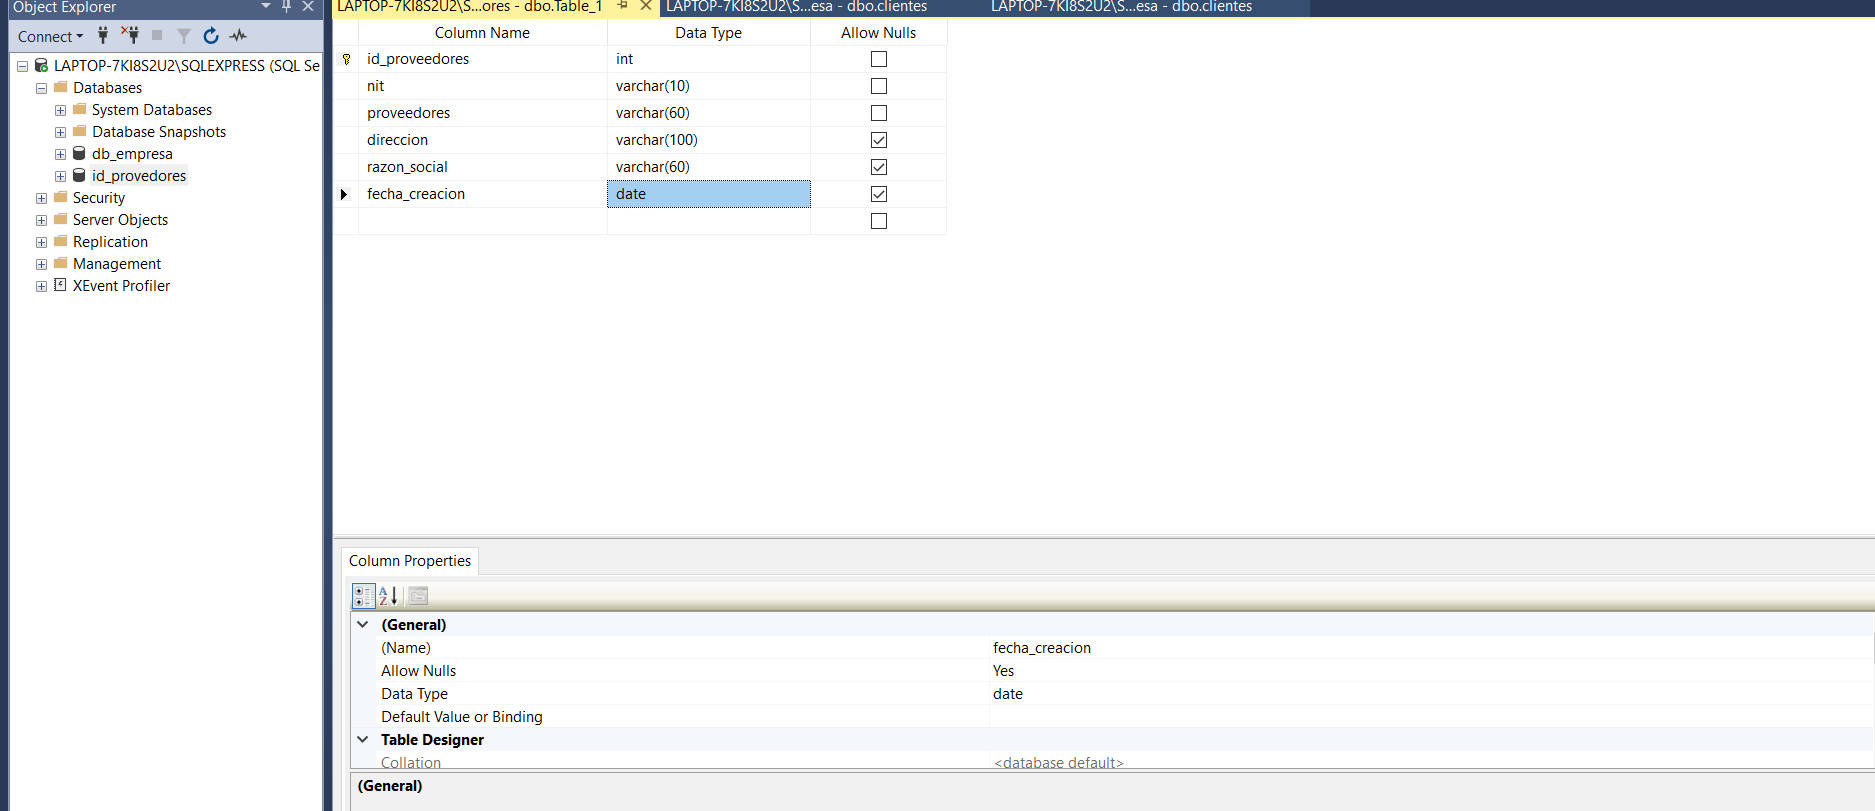 Object Explorer
Connect
LAPTOP-7KI8S2U2\SQLEXPRESS (SQL Se
Databases
System Databases
Database Snapshots
db_empresa
id_provedores
Security
Server Objects
Replication
Management
XEvent Profiler
LAPTOP-7KI8S2U2\S...ores - dbo.Table_1
LAPTOP-7KI8S2U2\S...esa - dbo.clientes
LAPTOP-7KI8S2U2\S...esa - dbo.clientes
Column Name Data Type Allow Nulls
id_proveedores int
nit varchar(10)
proveedores varchar(60)
direccion varchar(100)
razon_social varchar(60)
fecha_creacion date
Column Properties
(General)
(Name) fecha_creacion
Allow Nulls Yes
Data Type date
Default Value or Binding
Table Designer
Collation <database default>
(General)